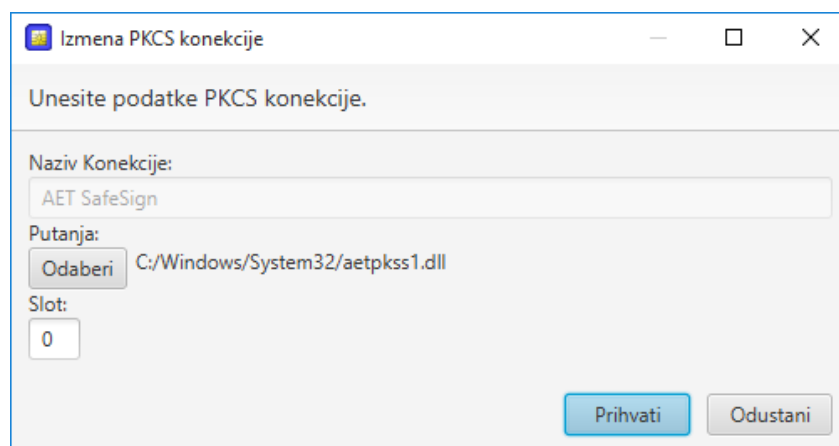 Izmena PKCS konekcije
Unesite podatke PKCS konekcije.
Naziv Konekcije:
AET SafeSign
Putanja:
Odaberi C:/Windows/System32/aetpkss1.dll
Slot:
0
Prihvati Odustani